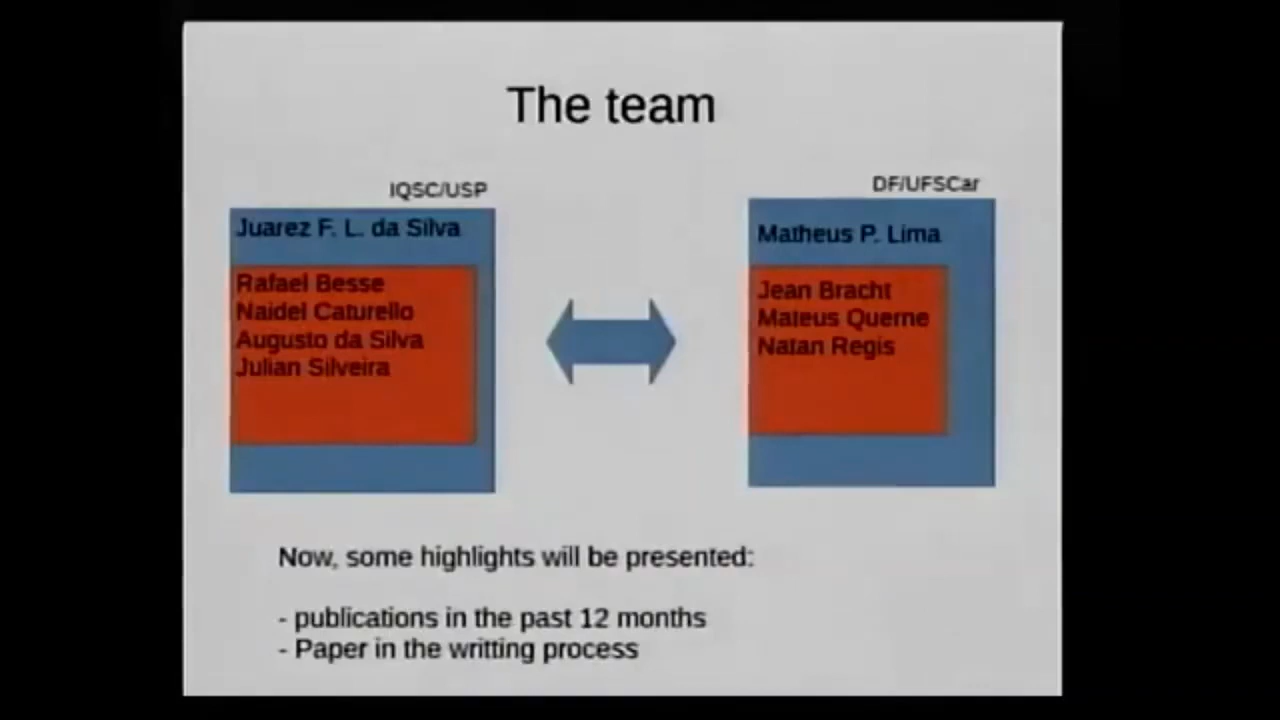 The team
IQSC/USP
Juarez F. L. da Silva
Rafael Besse
Naidel Caturello
Augusto da Silva
Julian Silveira
DF/UFSCar
Matheus P. Lima
Jean Bracht
Mateus Querne
Natan Regis
Now, some highlights will be presented:
- publications in the past 12 months
- Paper in the writting process